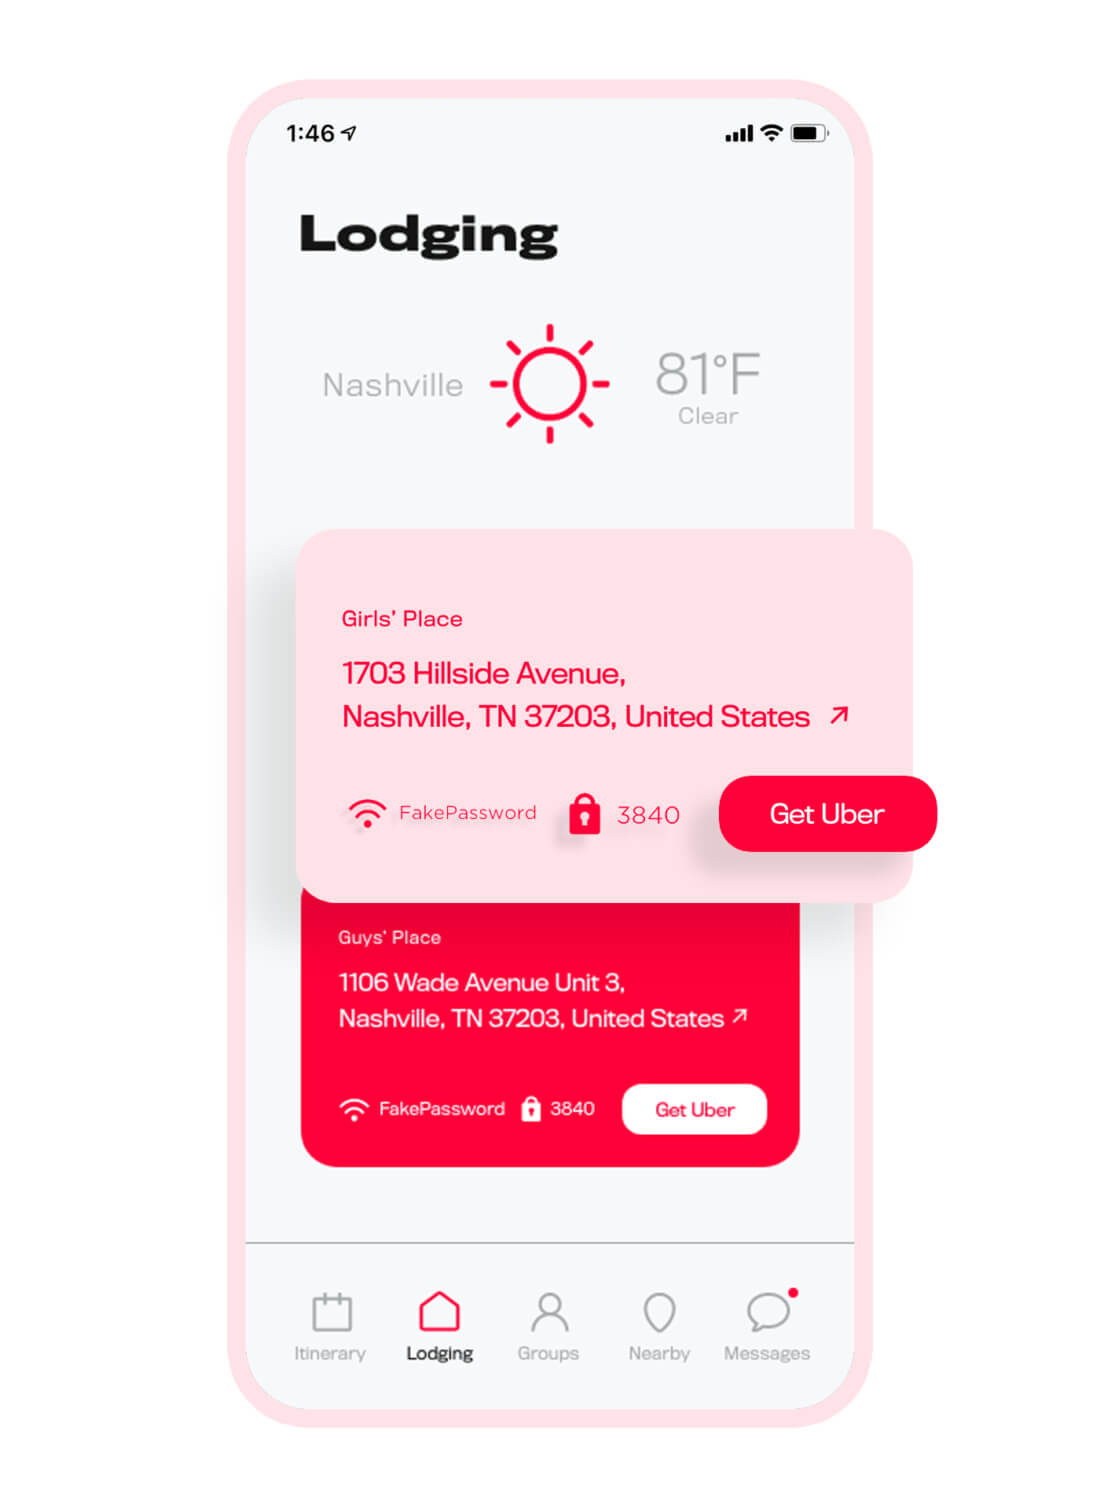 1:46
Lodging
Nashville
81°F
Clear
Girls' Place
1703 Hillside Avenue,
Nashville, TN 37203, United States
FakePassword 3840 Get Uber
Guys' Place
1106 Wade Avenue Unit 3,
Nashville, TN 37203, United States
FakePassword 3840 Get Uber
Itinerary Lodging Groups Nearby Messages